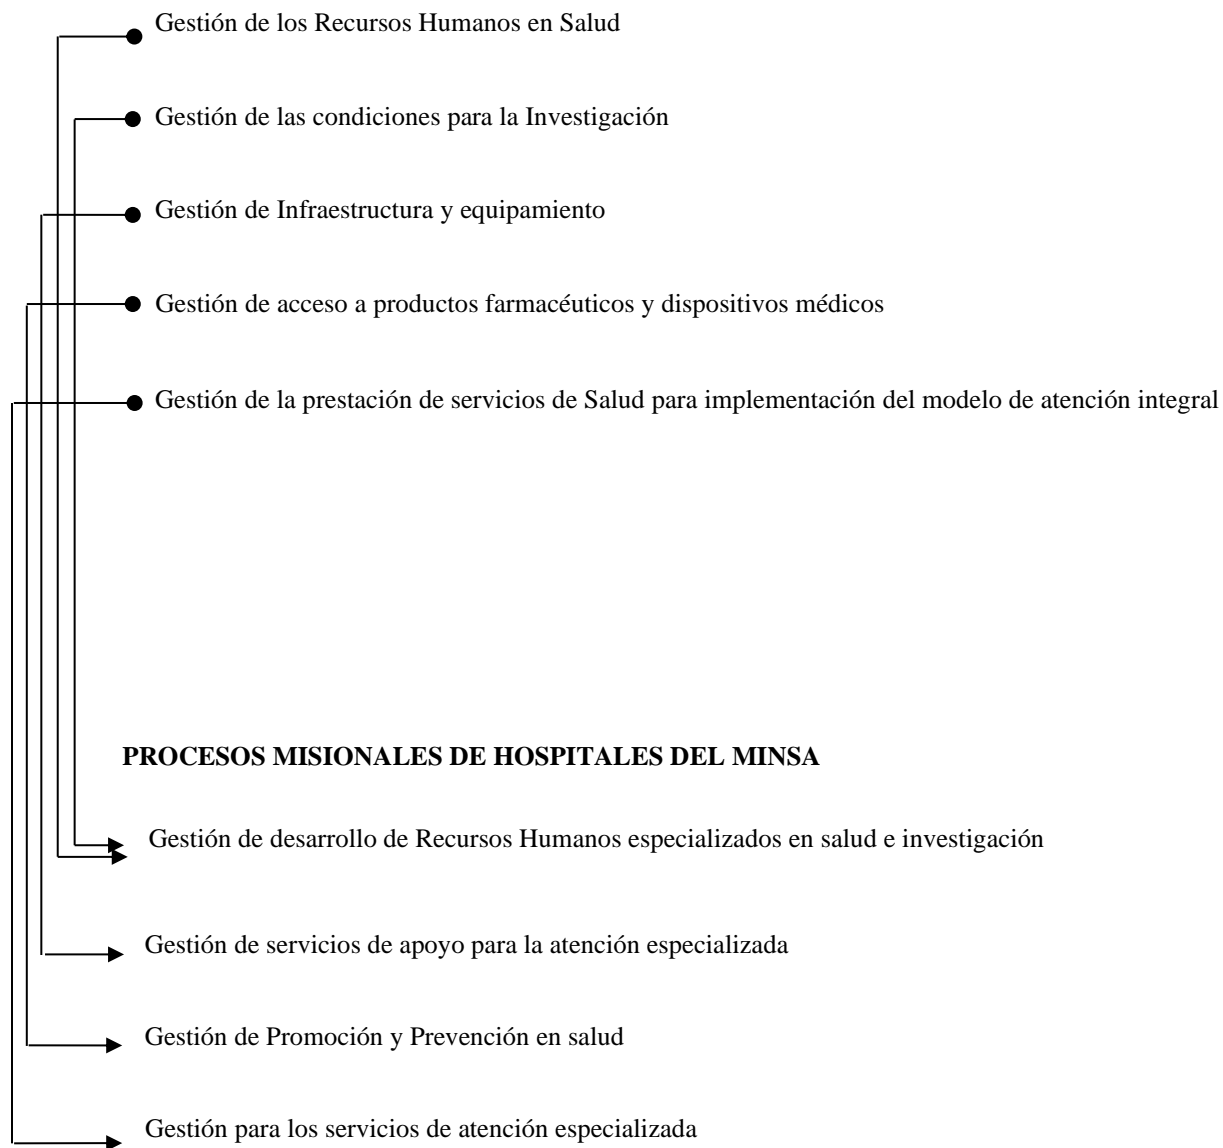 Gestión de los Recursos Humanos en Salud
Gestión de las condiciones para la Investigación
Gestión de Infraestructura y equipamiento
Gestión de acceso a productos farmacéuticos y dispositivos médicos
Gestión de la prestación de servicios de Salud para implementación del modelo de atención integral
PROCESOS MISIONALES DE HOSPITALES DEL MINSA
Gestión de desarrollo de Recursos Humanos especializados en salud e investigación
Gestión de servicios de apoyo para la atención especializada
Gestión de Promoción y Prevención en salud
Gestión para los servicios de atención especializada